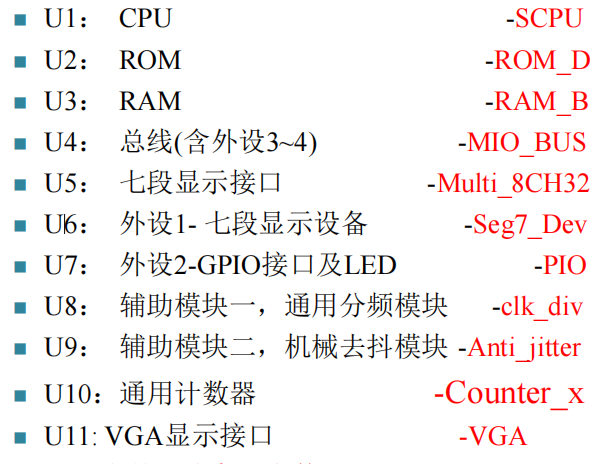 U1： CPU -SCPU
U2： ROM -ROM_D
U3： RAM -RAM_B
U4： 总线(含外设3~4) -MIO_BUS
U5： 七段显示接口 -Multi_8CH32
U6： 外设1- 七段显示设备 -Seg7_Dev
U7： 外设2-GPIO接口及LED -PIO
U8： 辅助模块一，通用分频模块 -clk_div
U9： 辅助模块二，机械去抖模块 -Anti_jitter
U10：通用计数器 -Counter_x
U11: VGA显示接口 -VGA